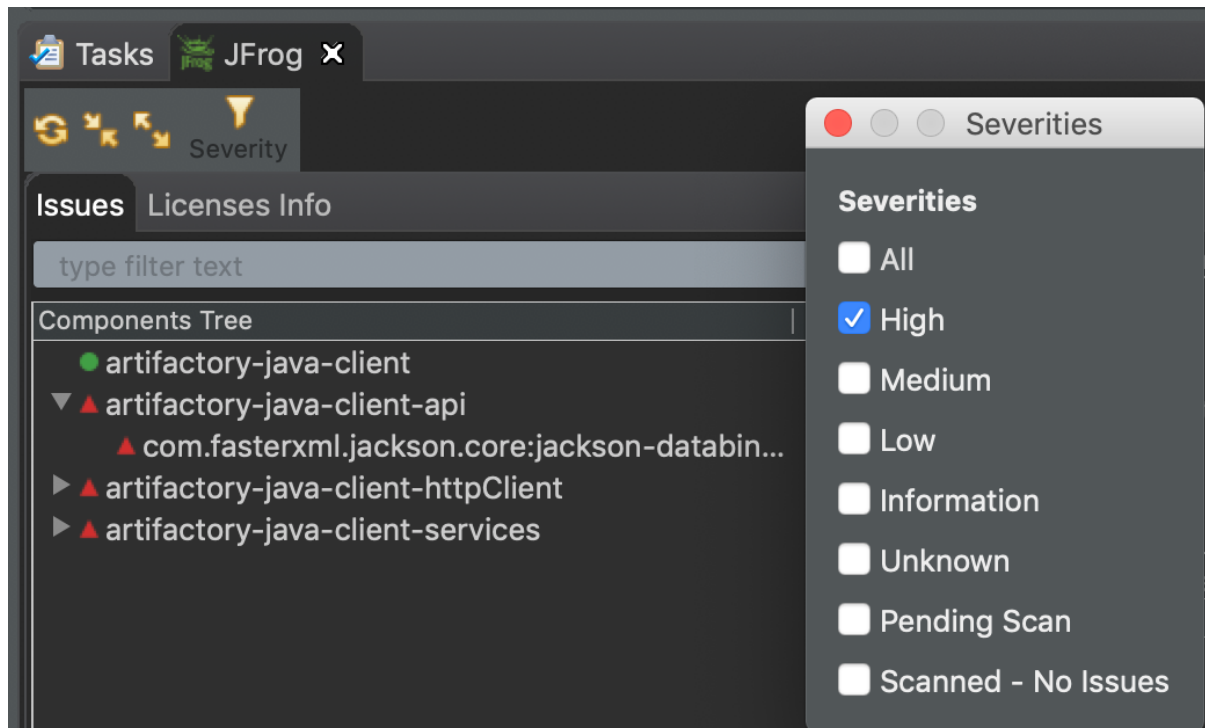 Tasks
JFrog
Severity
Issues
Licenses Info
type filter text
Components Tree
artifactory-java-client
artifactory-java-client-api
com.fasterxml.jackson.core:jackson-databin...
artifactory-java-client-httpClient
artifactory-java-client-services
Severities
Severities
All
High
Medium
Low
Information
Unknown
Pending Scan
Scanned - No Issues